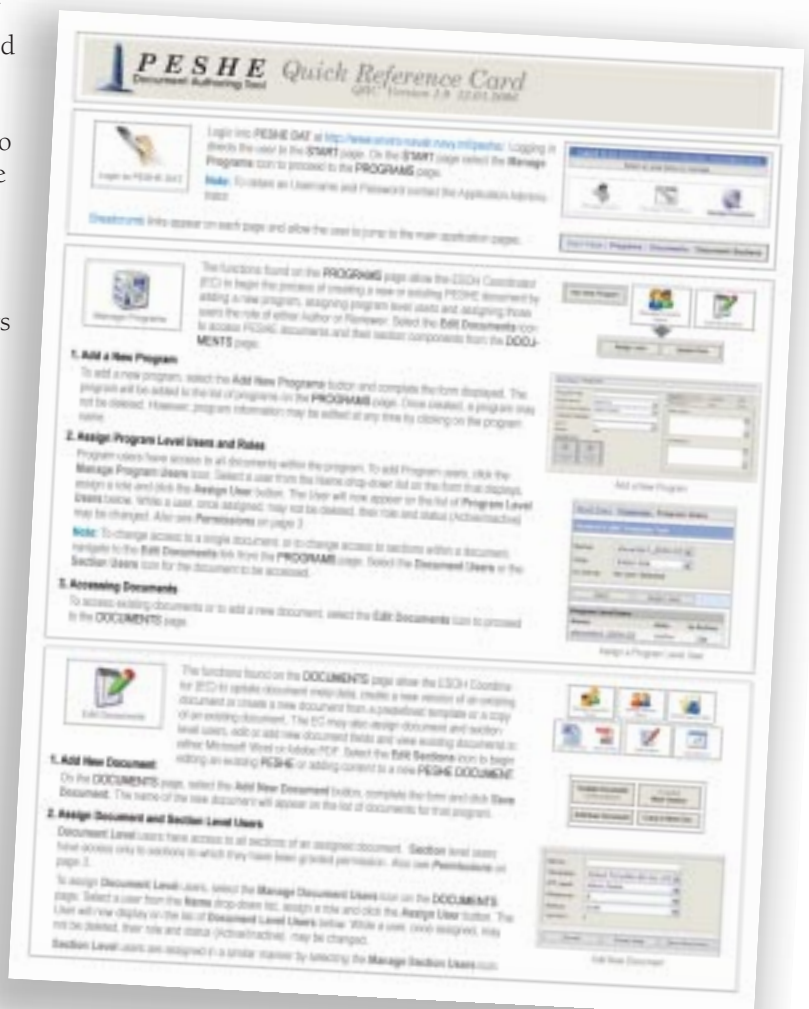 d
o
e
s
PESHE Quick Reference Card
Document Authoring Tool
Login to PESHE DAT
Login into PESHE DAT at Logging in
directs the user to the START page. On the START page select the Manage
Programs icon to proceed to the PROGRAMS page.
Note: To obtain an Username and Password contact the Application Adminis-
trator.
Breadcrumb links appear on each page and allow the user to jump to the main application pages.
Start Page | Programs | Documents | Document Sections
Manage Programs
The functions found on the PROGRAMS page allow the ESOH Coordinator
(EC) to begin the process of creating a new or existing PESHE document by
adding a new program, assigning program level users and assigning those
users the role of either Author or Reviewer. Select the Edit Documents icon
to access PESHE documents and their section components from the DOCU-
MENTS page.
1. Add a New Program
To add a new program, select the Add New Programs button and complete the form displayed. The
program will be added to the list of programs on the PROGRAMS page. Once created, a program may
not be deleted. However, program information may be edited at any time by clicking on the program
name.
Add a New Program
2. Assign Program Level Users and Roles
Program users have access to all documents within the program. To add Program users, click the
Manage Program Users icon. Select a user from the Name drop-down list on the form that displays,
assign a role and click the Assign User button. The User will now appear on the list of Program Level
Users below. While a user, once assigned, may not be deleted, their role and status (Active/Inactive)
may be changed. Also see Permissions on page 3.
Note: To change access to a single document, or to change access to sections within a document,
navigate to the Edit Documents link from the PROGRAMS page. Select the Document Users or the
Section Users icon for the document to be accessed.
3. Accessing Documents
To access existing documents or to add a new document, select the Edit Documents icon to proceed
to the DOCUMENTS page.
Assign a Program Level User
Edit Documents
The functions found on the DOCUMENTS page allow the ESOH Coordina-
tor (EC) to update document meta data, create a new version of an existing
document or create a new document from a predefined template or a copy
of an existing document. The EC may also assign document and section
level users, edit or add new document fields and view existing documents in
either Microsoft Word or Adobe PDF. Select the Edit Sections icon to begin
editing an existing PESHE or adding content to a new PESHE DOCUMENT.
1. Add New Document:
On the DOCUMENTS page, select the Add New Document button, complete the form and click Save
Document. The name of the new document will appear on the list of documents for that program.
2. Assign Document and Section Level Users
Document Level users have access to all sections of an assigned document. Section level users
have access only to sections to which they have been granted permission. Also see Permissions on
page 3.
To assign Document Level users, select the Manage Document Users icon on the DOCUMENTS
page. Select a user from the Name drop-down list, assign a role and click the Assign User button. The
User will now display on the list of Document Level Users below. While a user, once assigned, may
not be deleted, their role and status (Active/Inactive), may be changed.
Section Level users are assigned in a similar manner by selecting the Manage Section Users icon
Add New Document